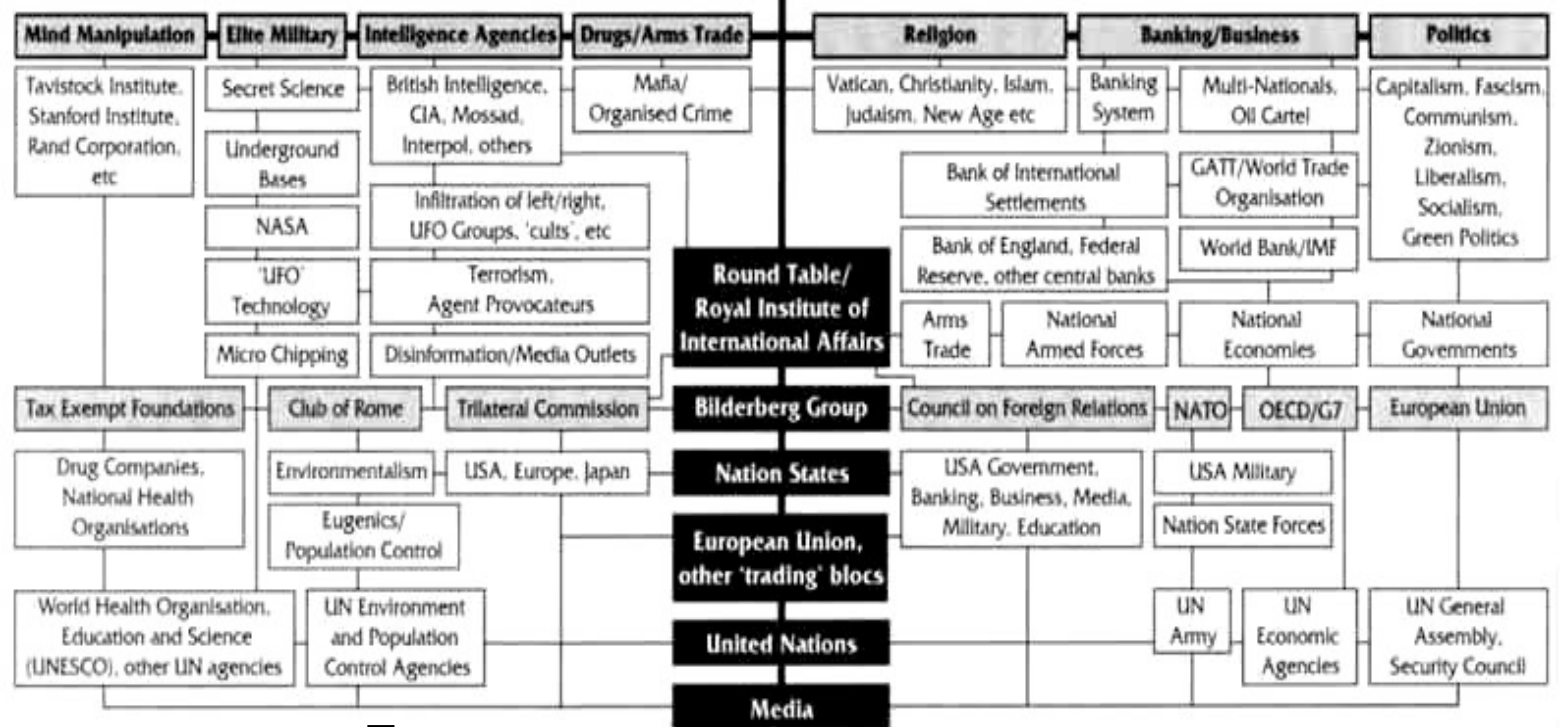 Mind Manipulation
Elite Military
Intelligence Agencies
Drugs/Arms Trade
Religion
Banking/Business
Politics
Tavistock Institute,
Stanford Institute,
Rand Corporation,
etc
Secret Science
Underground
Bases
NASA
'UFO'
Technology
Micro Chipping
British Intelligence,
CIA, Mossad,
Interpol, others
Infiltration of left/right,
UFO Groups, 'cults', etc
Terrorism,
Agent Provocateurs
Disinformation/Media Outlets
Mafia/
Organised Crime
Vatican, Christianity, Islam,
Judaism, New Age etc
Banking
System
Multi-Nationals,
Oil Cartel
Bank of International
Settlements
GATT/World Trade
Organisation
Bank of England, Federal
Reserve, other central banks
World Bank/IMF
Capitalism, Fascism,
Communism,
Zionism,
Liberalism,
Socialism,
Green Politics
Round Table/
Royal Institute of
International Affairs
Arms
Trade
National
Armed Forces
National
Economies
National
Governments
Tax Exempt Foundations
Club of Rome
Trilateral Commission
Bilderberg Group
Council on Foreign Relations
NATO
OECD/G7
European Union
Drug Companies,
National Health
Organisations
Environmentalism
USA, Europe, Japan
Nation States
USA Government,
Banking, Business, Media,
Military, Education
USA Military
Nation State Forces
Eugenics/
Population Control
European Union,
other 'trading' blocs
World Health Organisation,
Education and Science
(UNESCO), other UN agencies
UN Environment
and Population
Control Agencies
United Nations
UN
Army
UN
Economic
Agencies
UN General
Assembly,
Security Council
Media